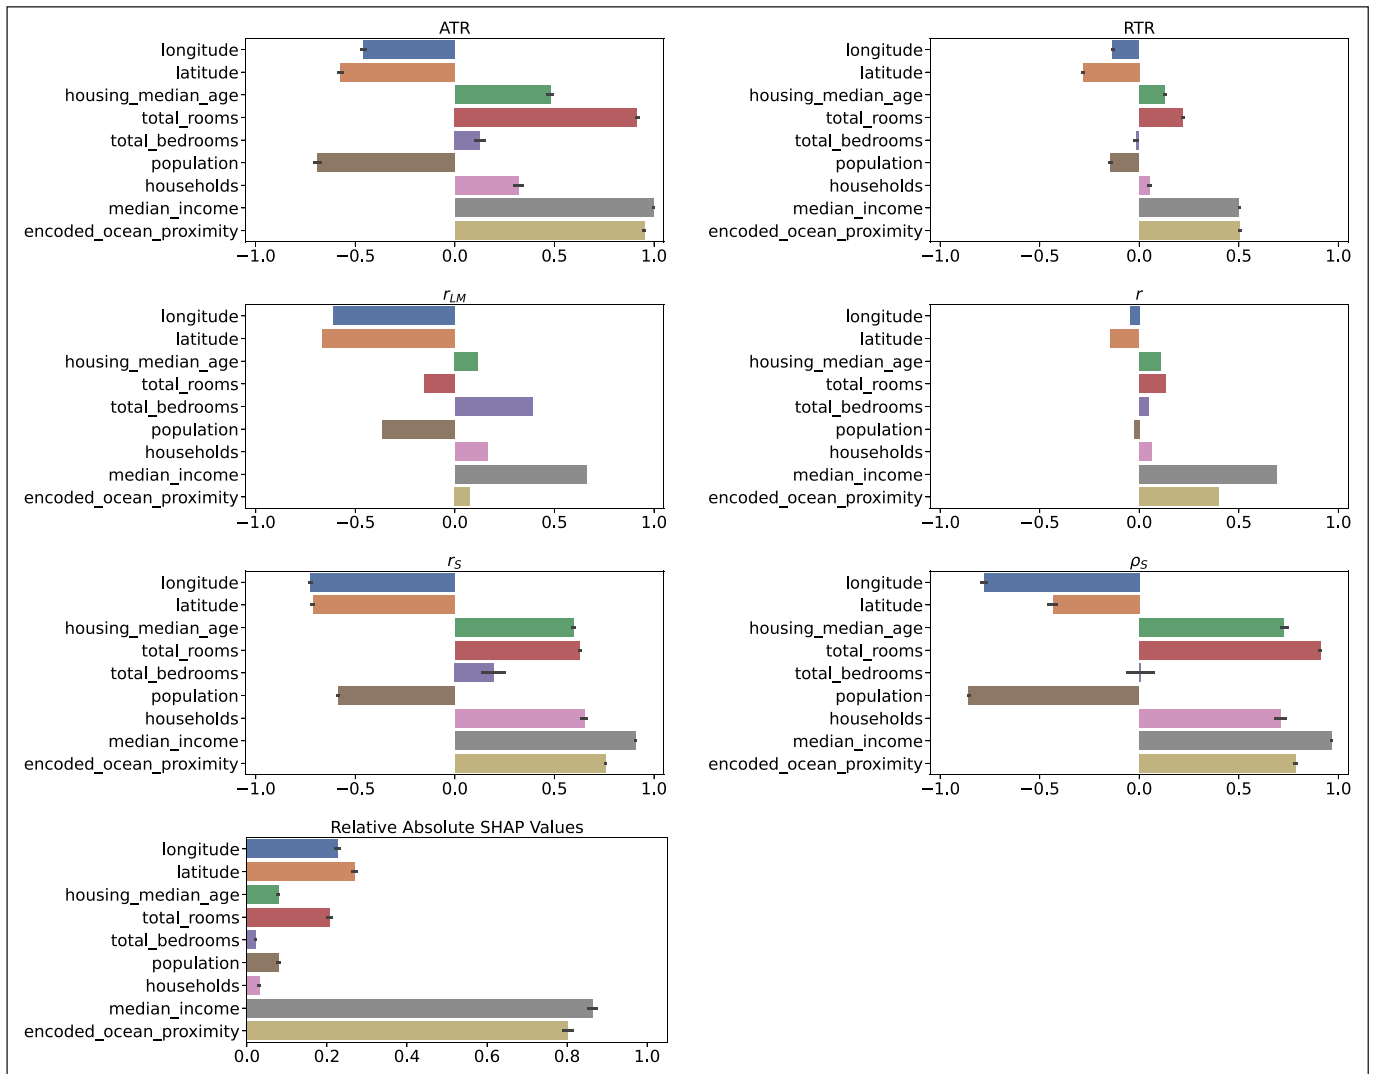 ATR
longitude
latitude
housing_median_age
total_rooms
total_bedrooms
population
households
median_income
encoded_ocean_proximity
−1.0 −0.5 0.0 0.5 1.0
RTR
longitude
latitude
housing_median_age
total_rooms
total_bedrooms
population
households
median_income
encoded_ocean_proximity
−1.0 −0.5 0.0 0.5 1.0
r_LM
longitude
latitude
housing_median_age
total_rooms
total_bedrooms
population
households
median_income
encoded_ocean_proximity
−1.0 −0.5 0.0 0.5 1.0
r
longitude
latitude
housing_median_age
total_rooms
total_bedrooms
population
households
median_income
encoded_ocean_proximity
−1.0 −0.5 0.0 0.5 1.0
r_S
longitude
latitude
housing_median_age
total_rooms
total_bedrooms
population
households
median_income
encoded_ocean_proximity
−1.0 −0.5 0.0 0.5 1.0
ρ_S
longitude
latitude
housing_median_age
total_rooms
total_bedrooms
population
households
median_income
encoded_ocean_proximity
−1.0 −0.5 0.0 0.5 1.0
Relative Absolute SHAP Values
longitude
latitude
housing_median_age
total_rooms
total_bedrooms
population
households
median_income
encoded_ocean_proximity
0.0 0.2 0.4 0.6 0.8 1.0